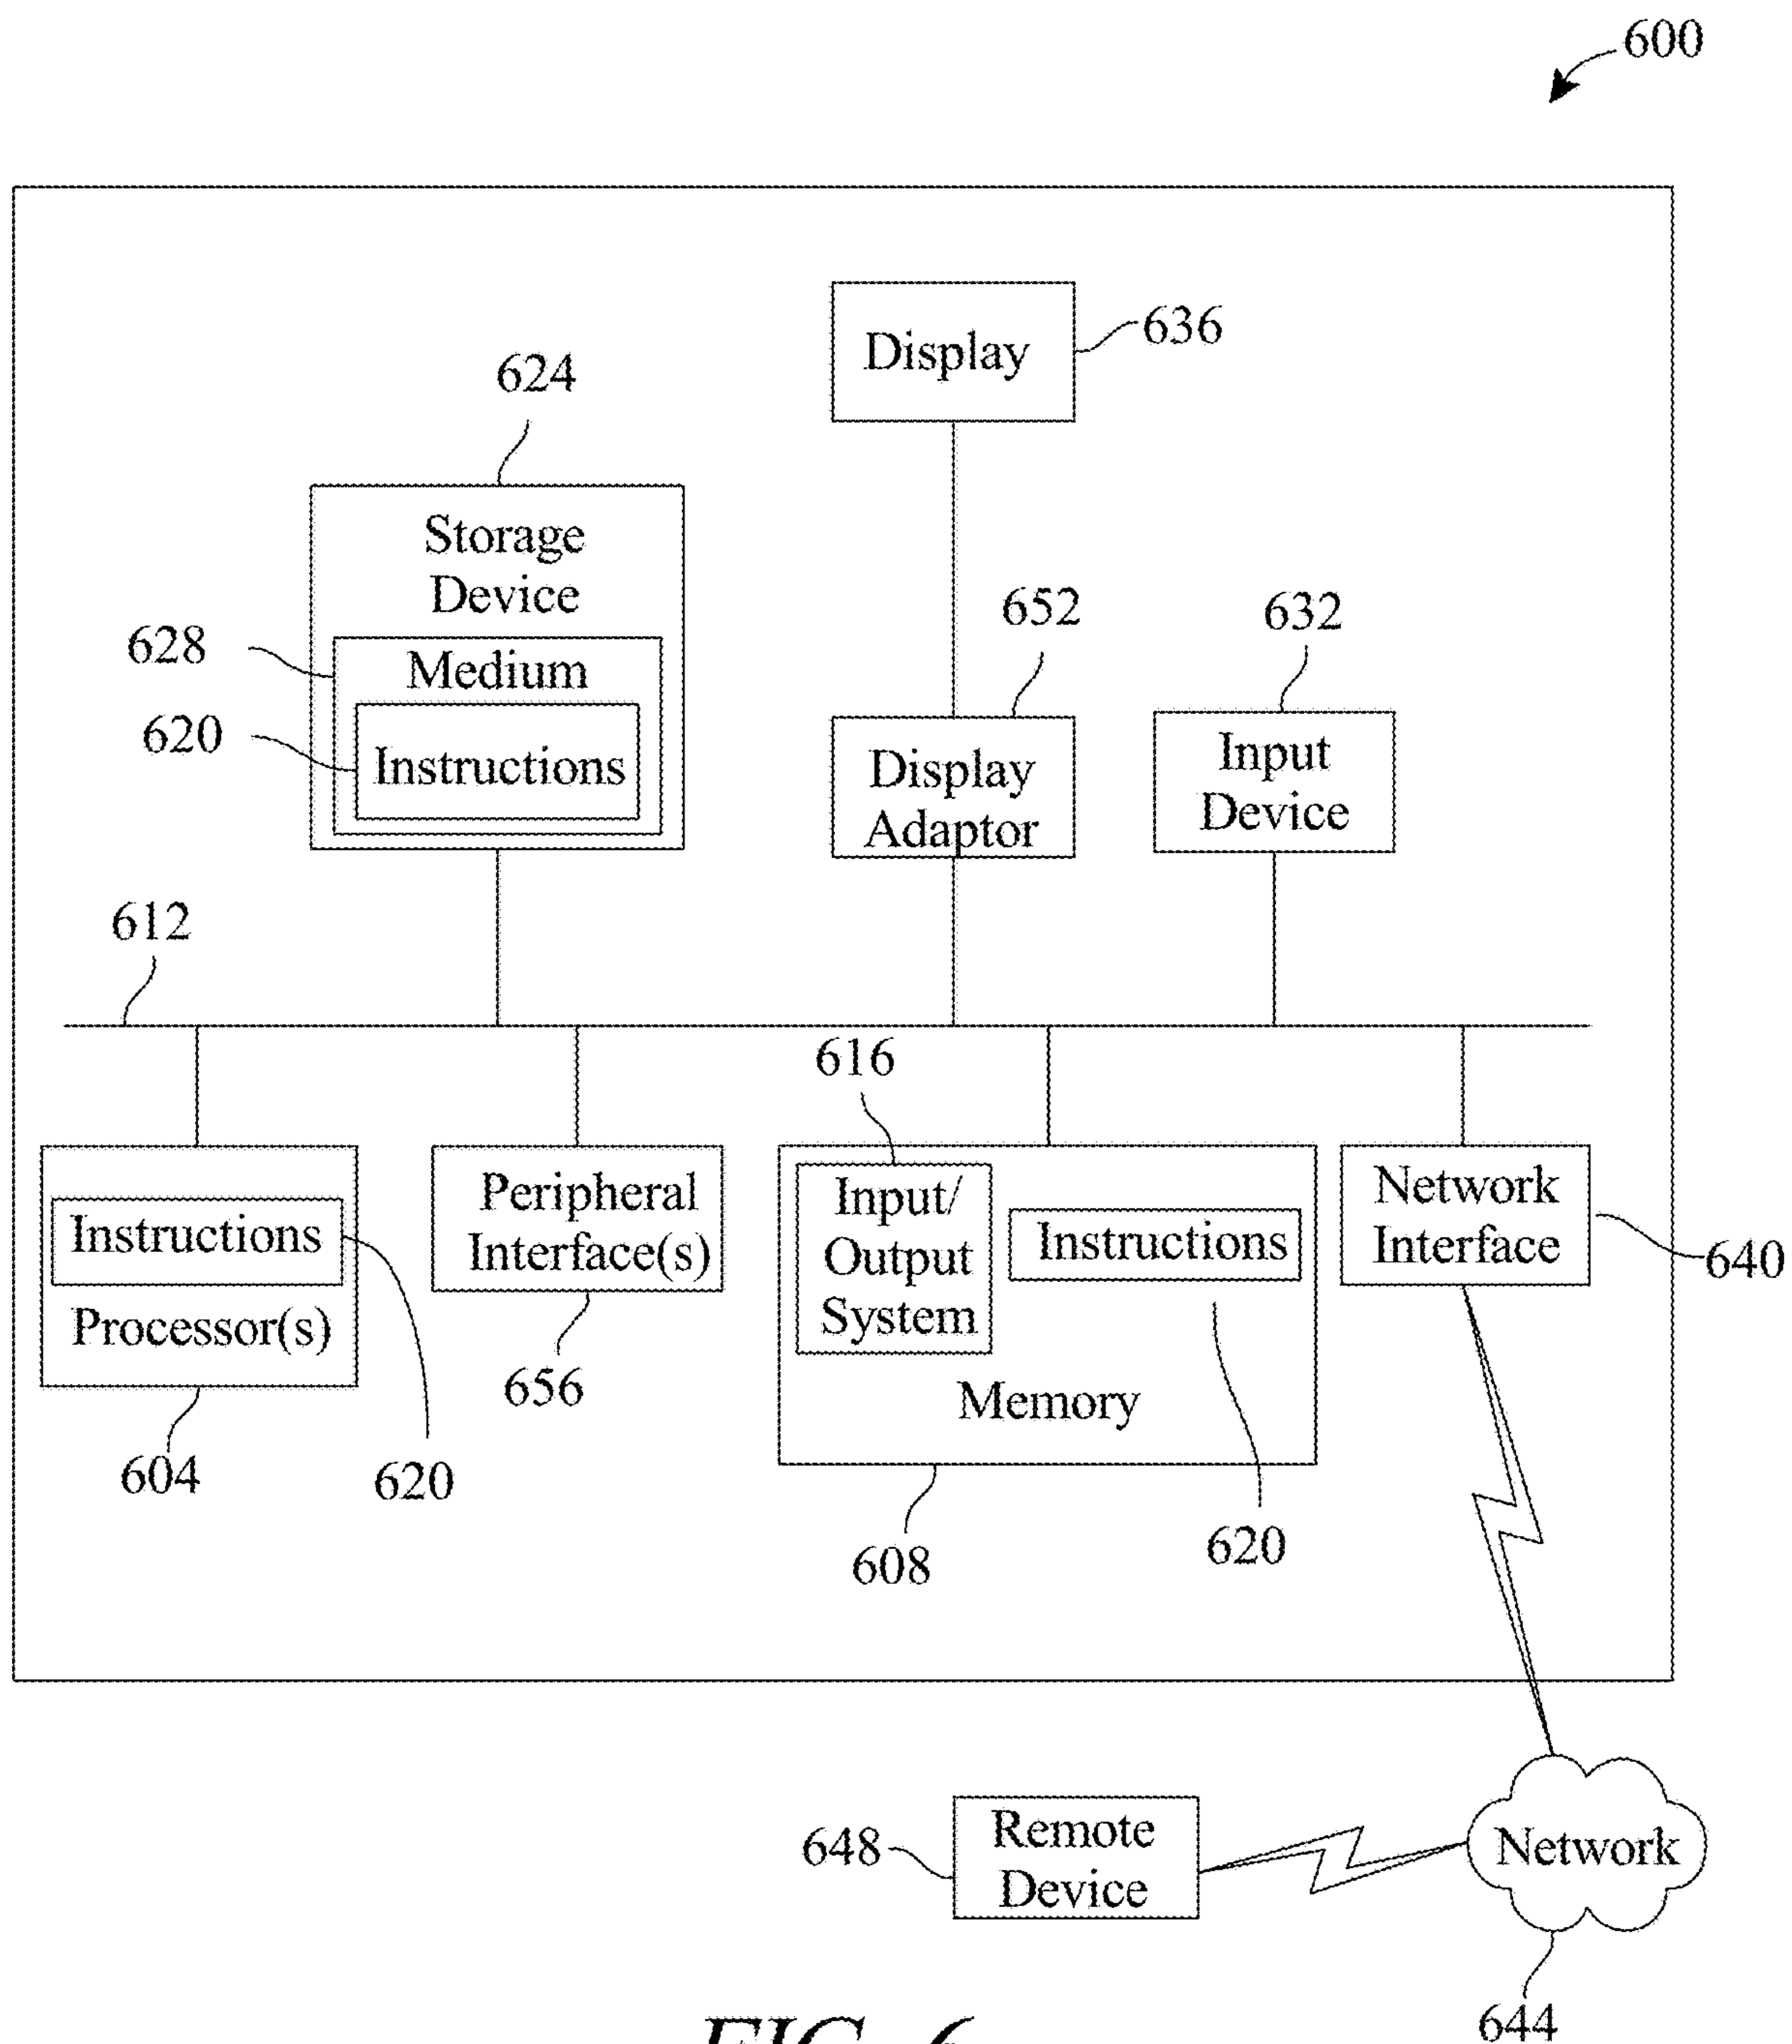 600
Display
636
624
Storage
Device
628
Medium
620
Instructions
652
Display
Adaptor
632
Input
Device
612
616
Instructions
Processor(s)
604
620
Peripheral
Interface(s)
656
Input/
Output
System
Instructions
Memory
608
620
Network
Interface
640
648
Remote
Device
Network
644
FIG. 6